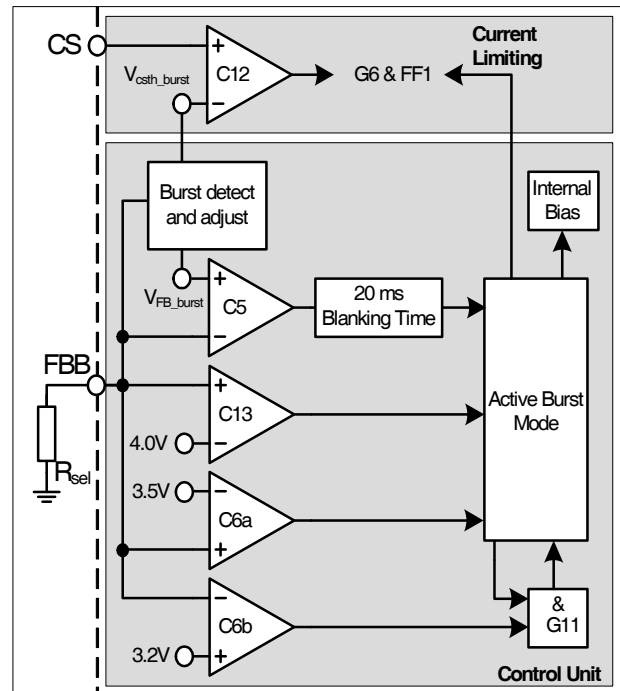 CS
V_csth_burst
+
−
C12
G6 & FF1
Current
Limiting
Burst detect
and adjust
Internal
Bias
V_FB_burst
+
−
C5
20 ms
Blanking Time
FBB
R_sel
+
−
C13
4.0V
Active Burst
Mode
3.5V
−
+
C6a
−
+
C6b
3.2V
&
G11
Control Unit